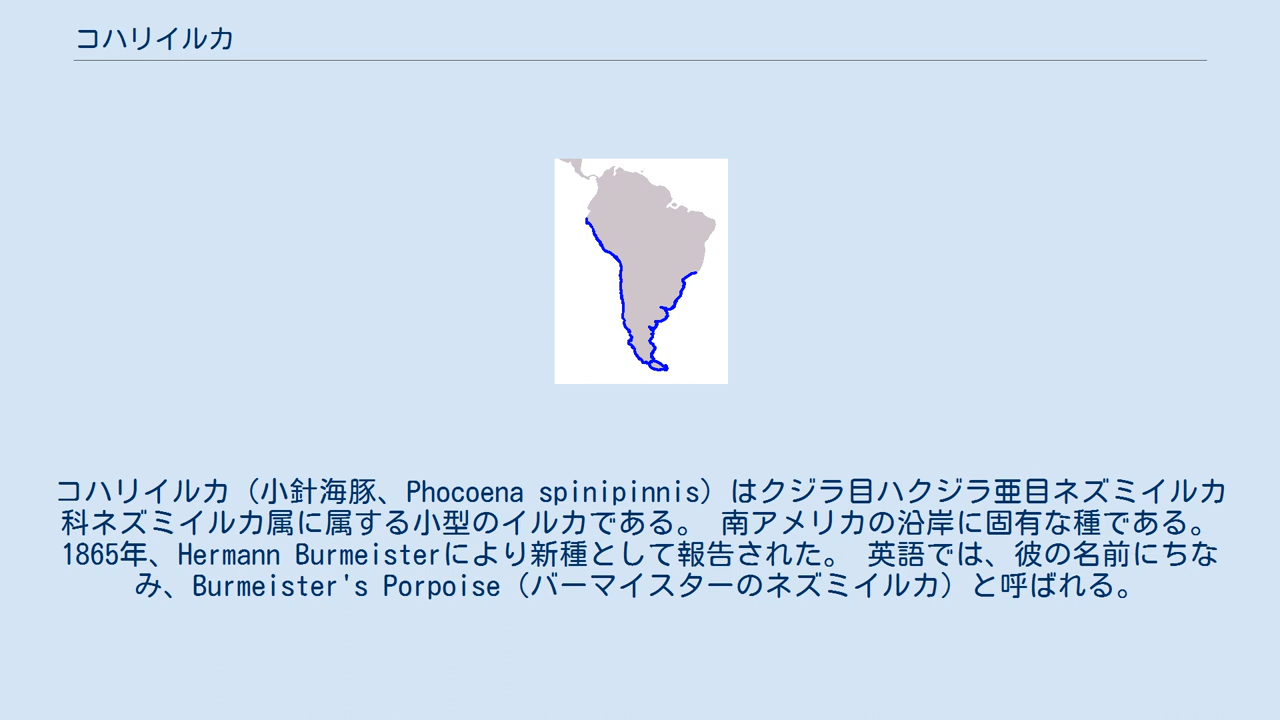 コハリイルカ
コハリイルカ（小針海豚、Phocoena spinipinnis）はクジラ目ハクジラ亜目ネズミイルカ
科ネズミイルカ属に属する小型のイルカである。 南アメリカの沿岸に固有な種である。
1865年、Hermann Burmeisterにより新種として報告された。 英語では、彼の名前にちな
み、Burmeister's Porpoise（バーマイスターのネズミイルカ）と呼ばれる。